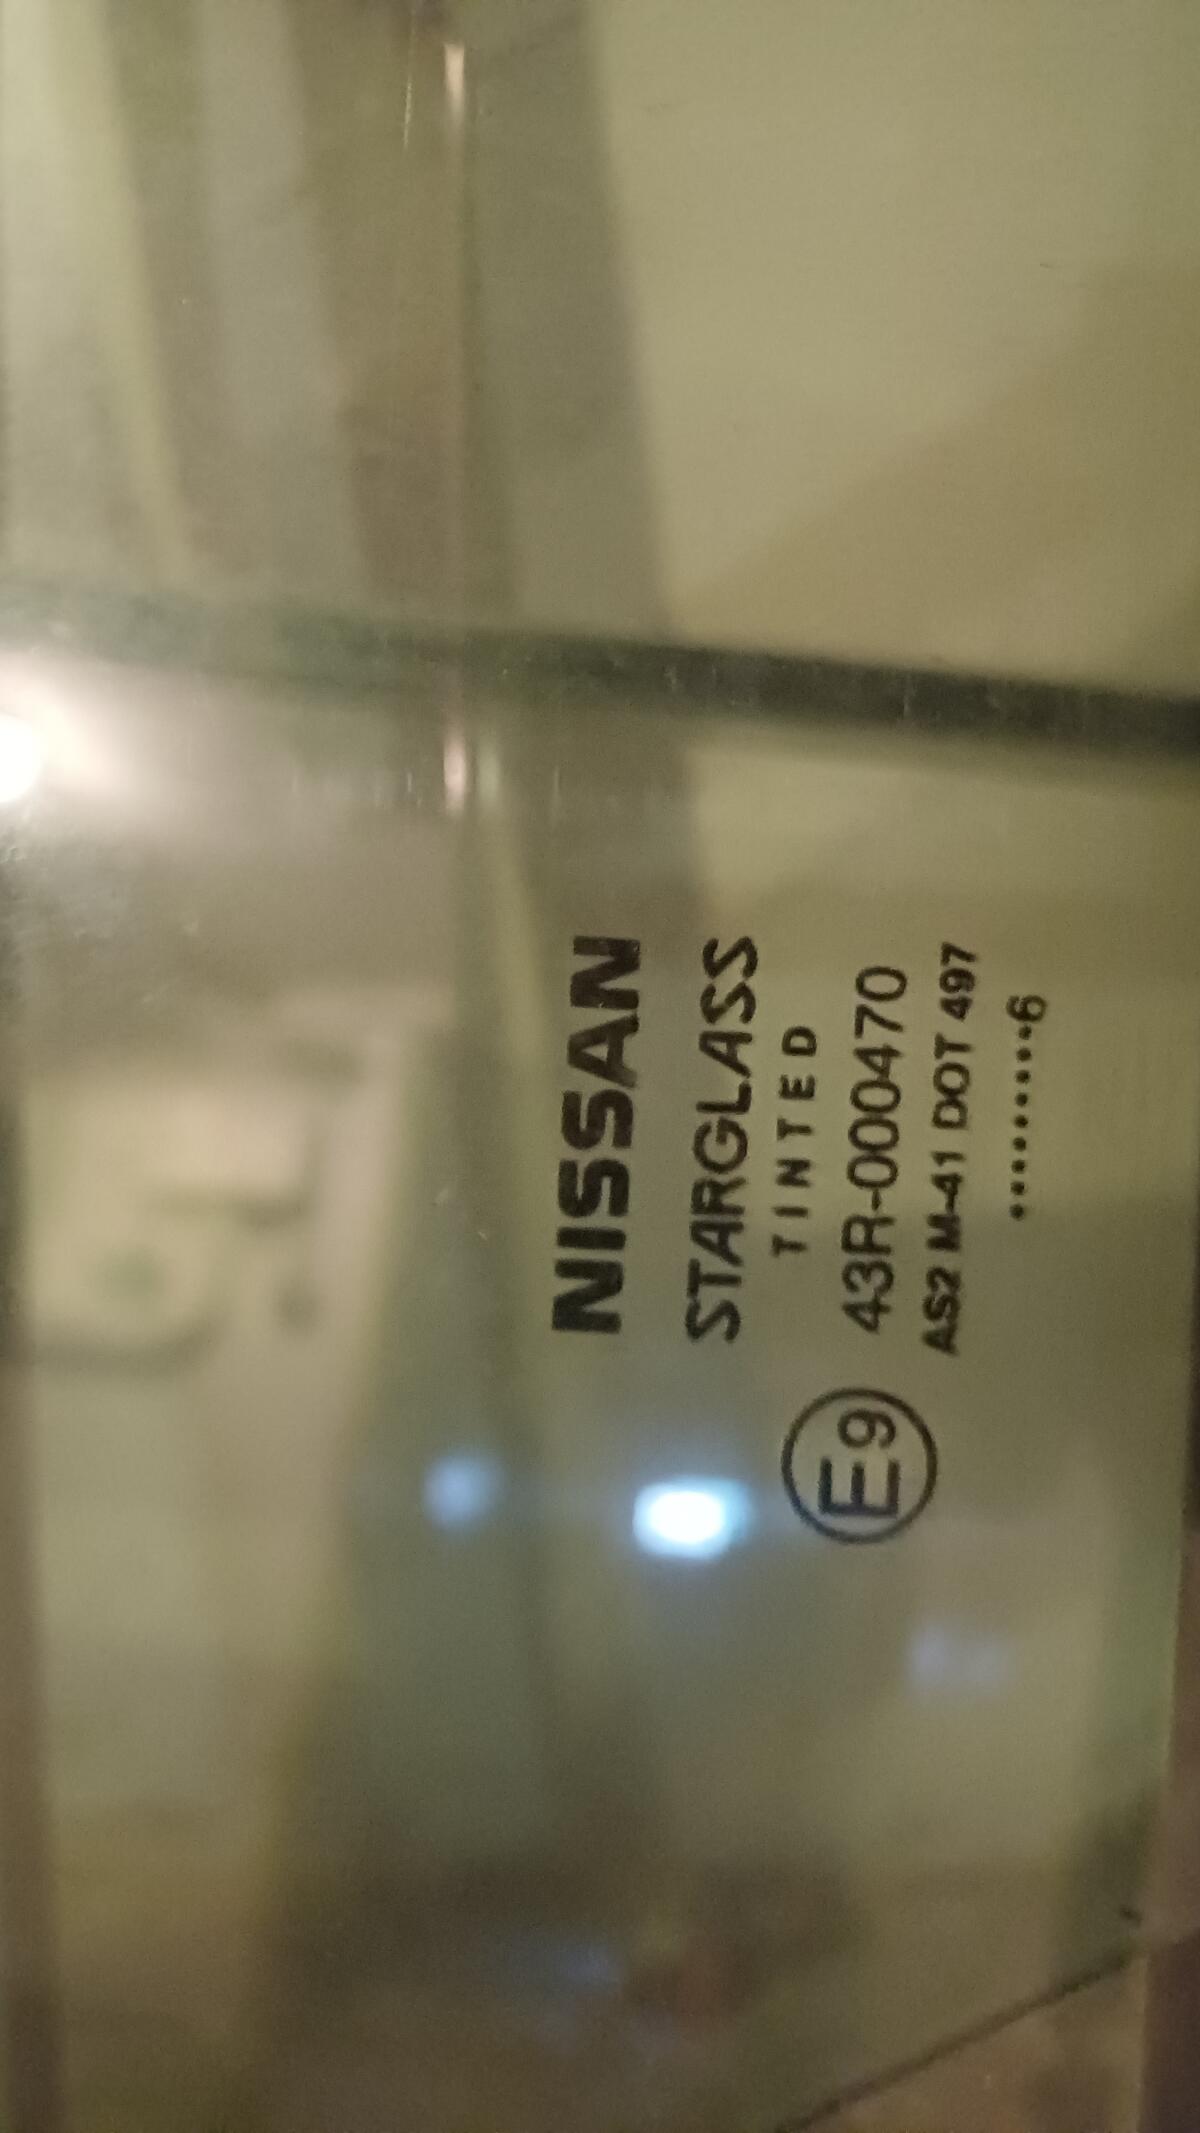 NISSAN
STARGLASS
TINTED
E9 43R-000470
AS2 M-41 DOT 497
..........6